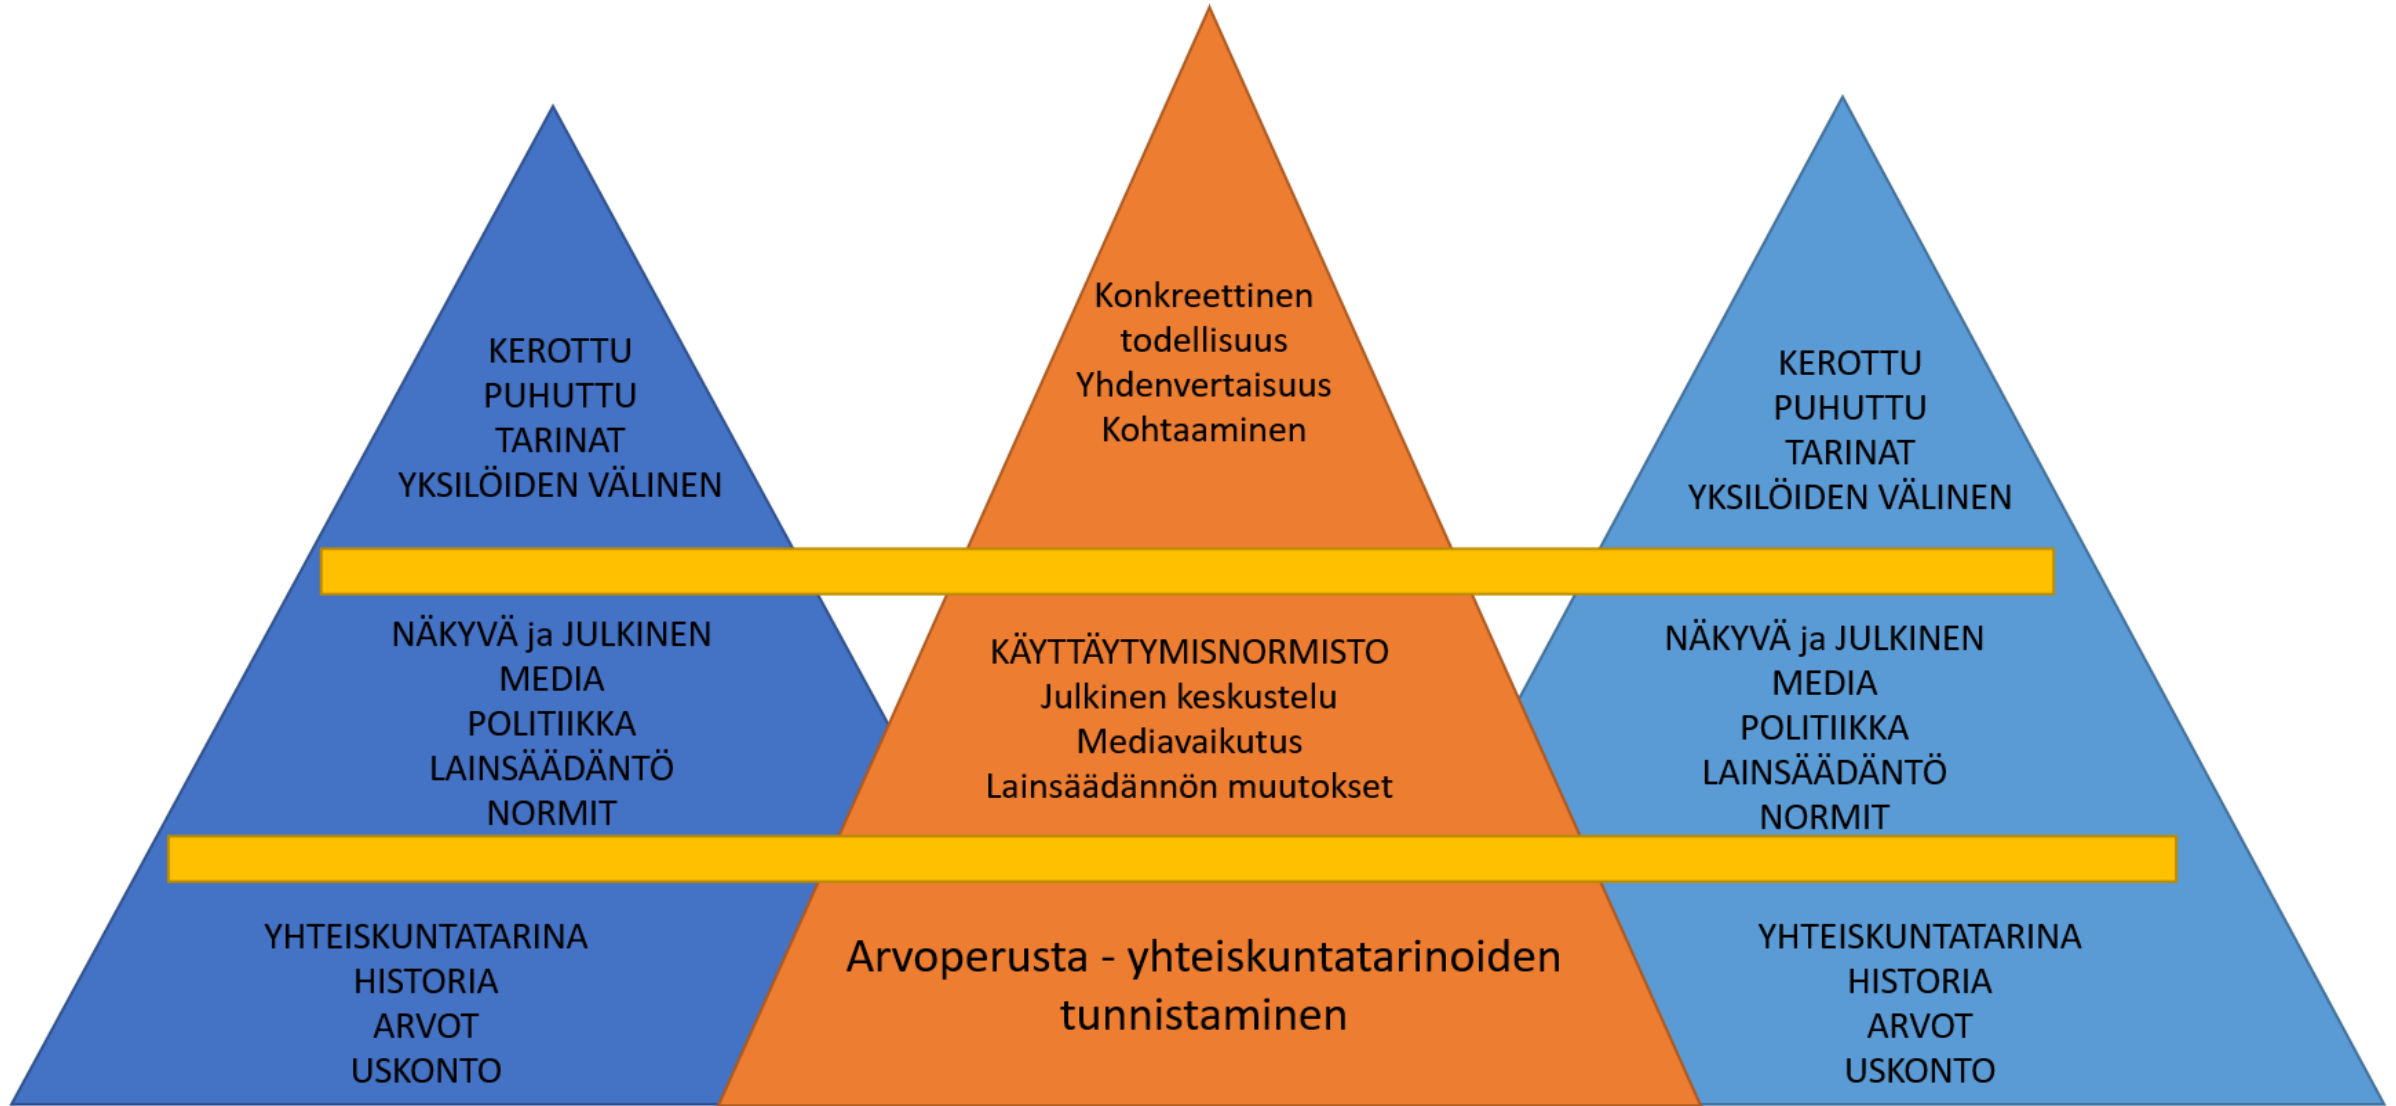 KEROTTU
PUHUTTU
TARINAT
YKSILÖIDEN VÄLINEN
NÄKYVÄ ja JULKINEN
MEDIA
POLITIIKKA
LAINSÄÄDÄNTÖ
NORMIT
YHTEISKUNTATARINA
HISTORIA
ARVOT
USKONTO
Konkreettinen
todellisuus
Yhdenvertaisuus
Kohtaaminen
KÄYTTÄYTYMISNORMISTO
Julkinen keskustelu
Mediavaikutus
Lainsäädännön muutokset
Arvoperusta - yhteiskuntatarinoiden
tunnistaminen
KEROTTU
PUHUTTU
TARINAT
YKSILÖIDEN VÄLINEN
NÄKYVÄ ja JULKINEN
MEDIA
POLITIIKKA
LAINSÄÄDÄNTÖ
NORMIT
YHTEISKUNTATARINA
HISTORIA
ARVOT
USKONTO